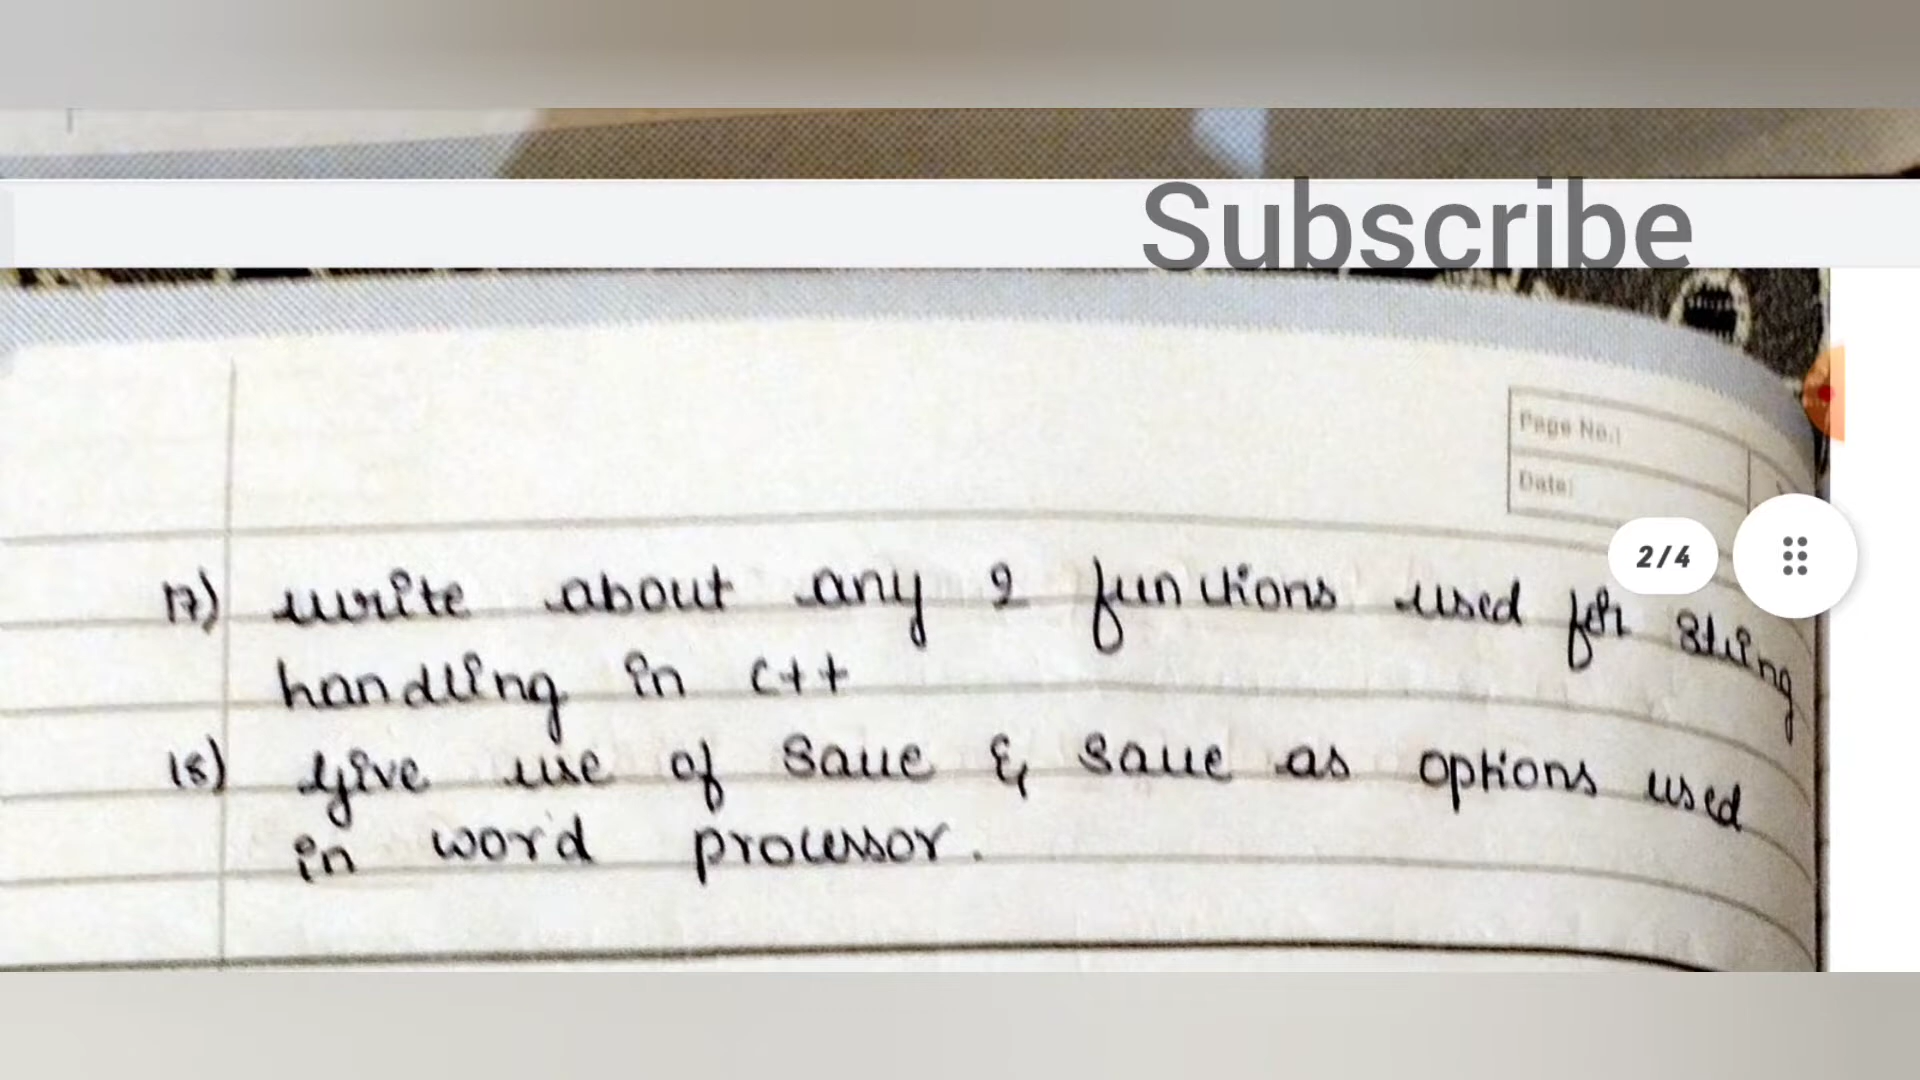 Subscribe
Page No.:
Date:
2/4
17) write about any 2 functions used for string
handling in c++
18) Give use of save & save as options used
in word processor.